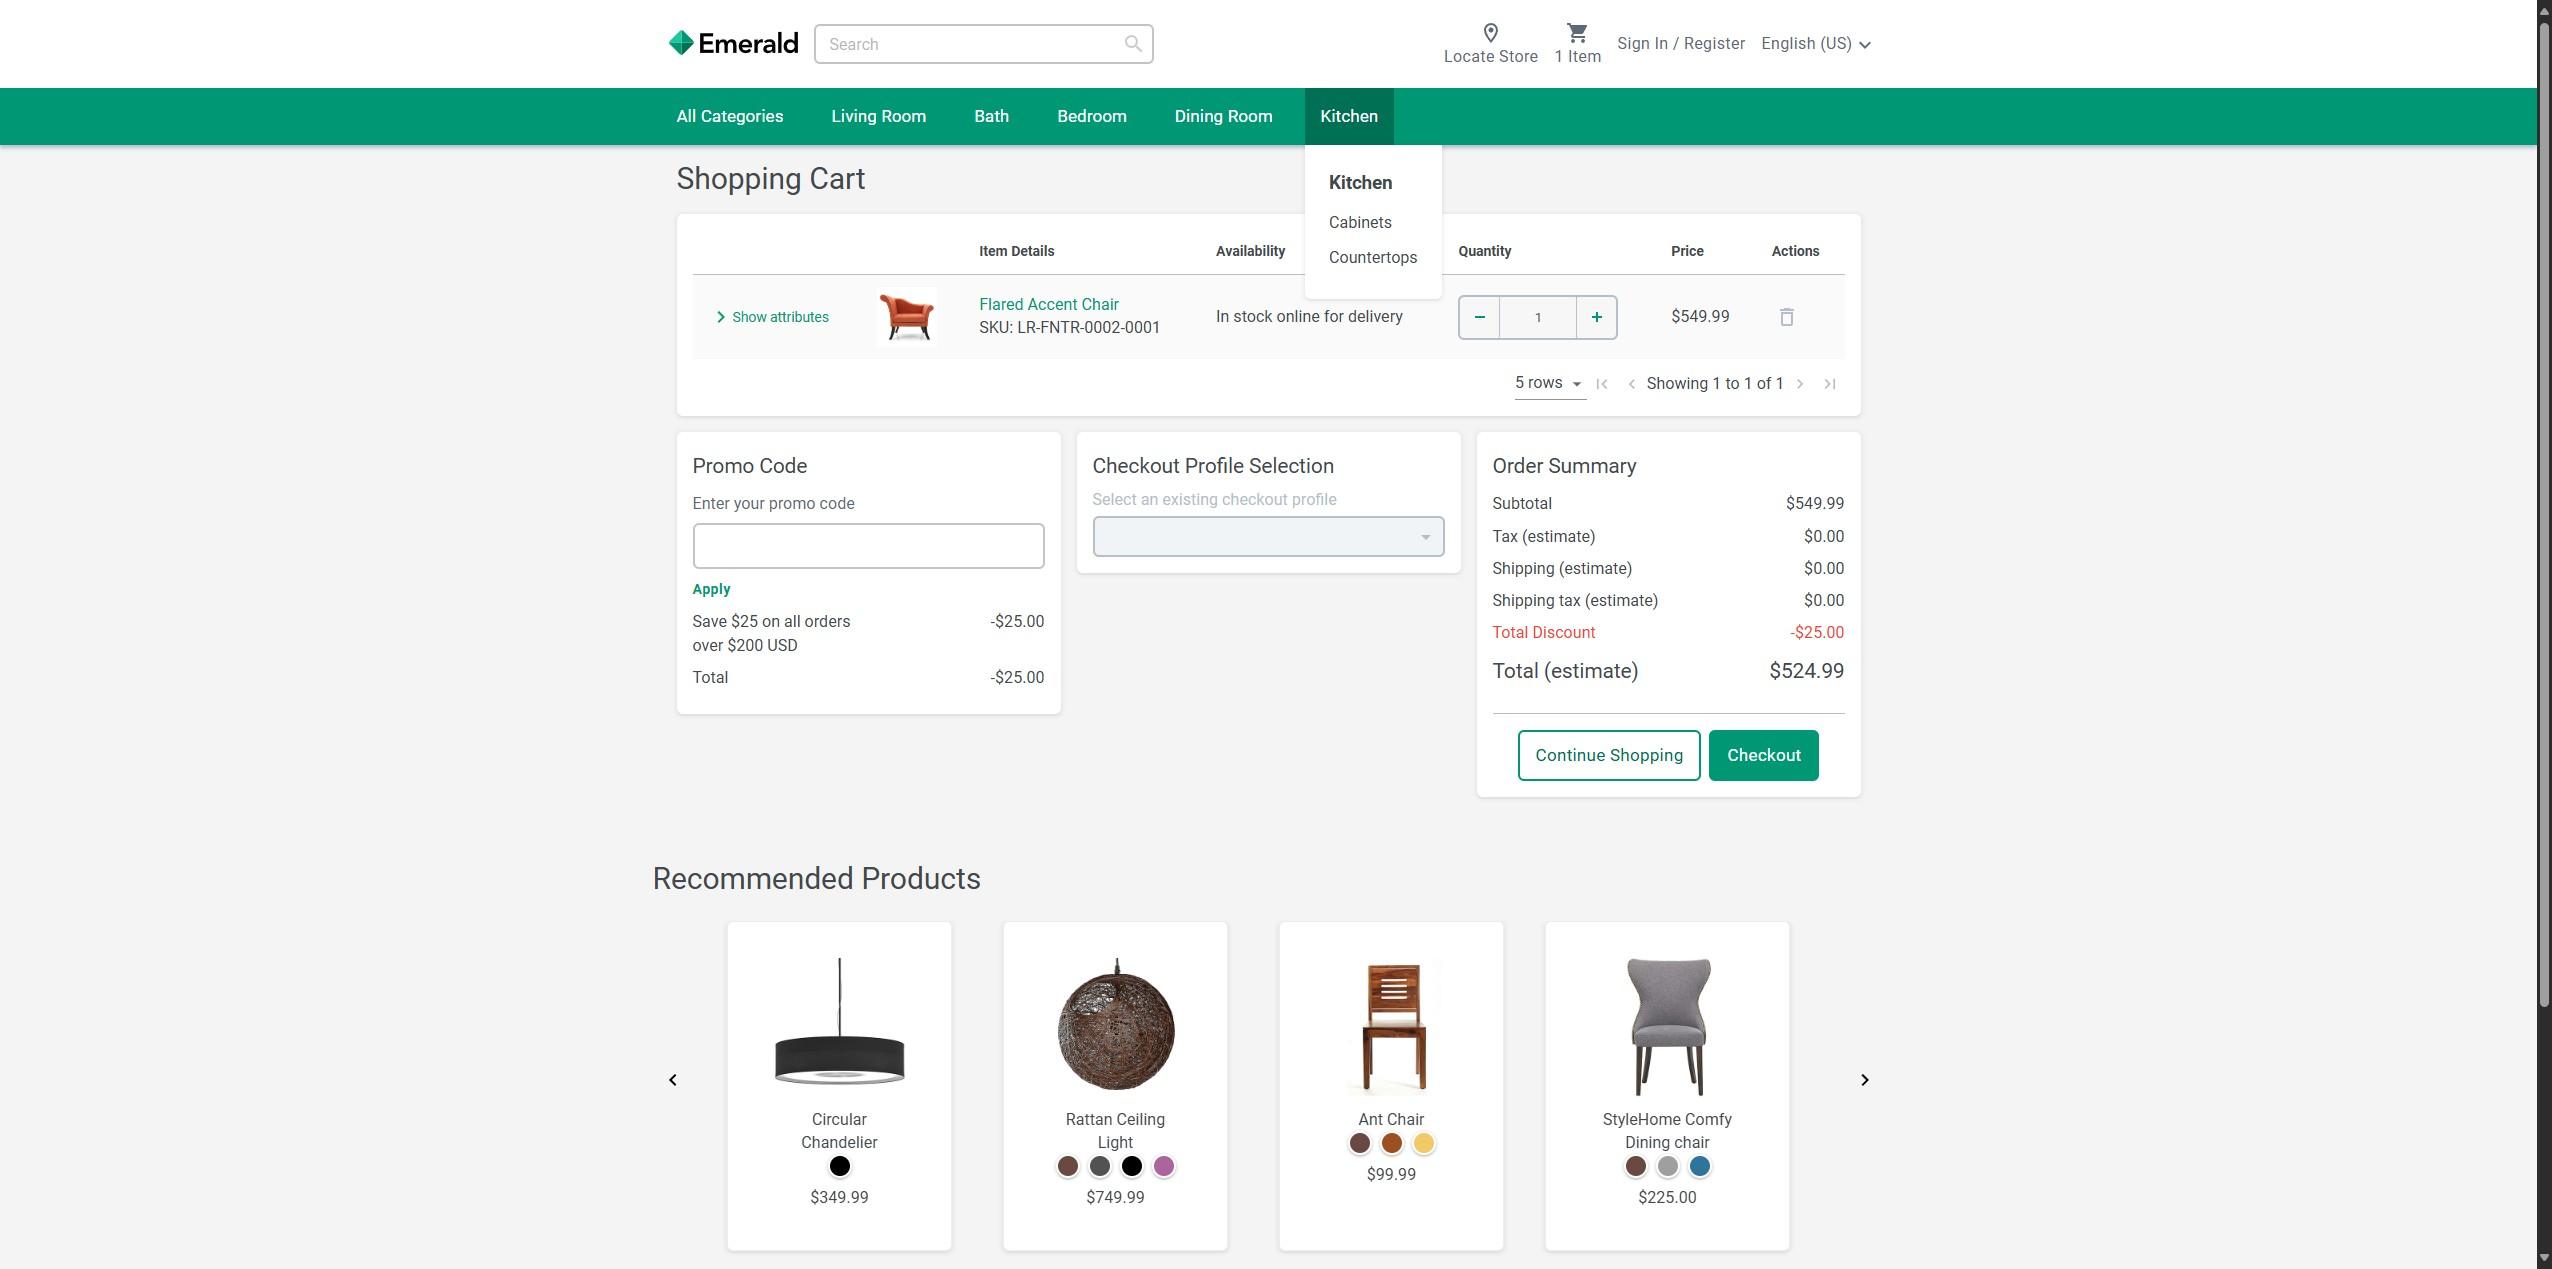 Emerald
Search
Locate Store
1 Item
Sign In / Register
English (US)
All Categories
Living Room
Bath
Bedroom
Dining Room
Kitchen
Kitchen
Cabinets
Countertops
Shopping Cart
Item Details
Availability
Quantity
Price
Actions
Show attributes
Flared Accent Chair
SKU: LR-FNTR-0002-0001
In stock online for delivery
1
$549.99
5 rows
Showing 1 to 1 of 1
Promo Code
Enter your promo code
Apply
Save $25 on all orders
over $200 USD
-$25.00
Total
-$25.00
Checkout Profile Selection
Select an existing checkout profile
Order Summary
Subtotal
$549.99
Tax (estimate)
$0.00
Shipping (estimate)
$0.00
Shipping tax (estimate)
$0.00
Total Discount
-$25.00
Total (estimate)
$524.99
Continue Shopping
Checkout
Recommended Products
Circular
Chandelier
$349.99
Rattan Ceiling
Light
$749.99
Ant Chair
$99.99
StyleHome Comfy
Dining chair
$225.00